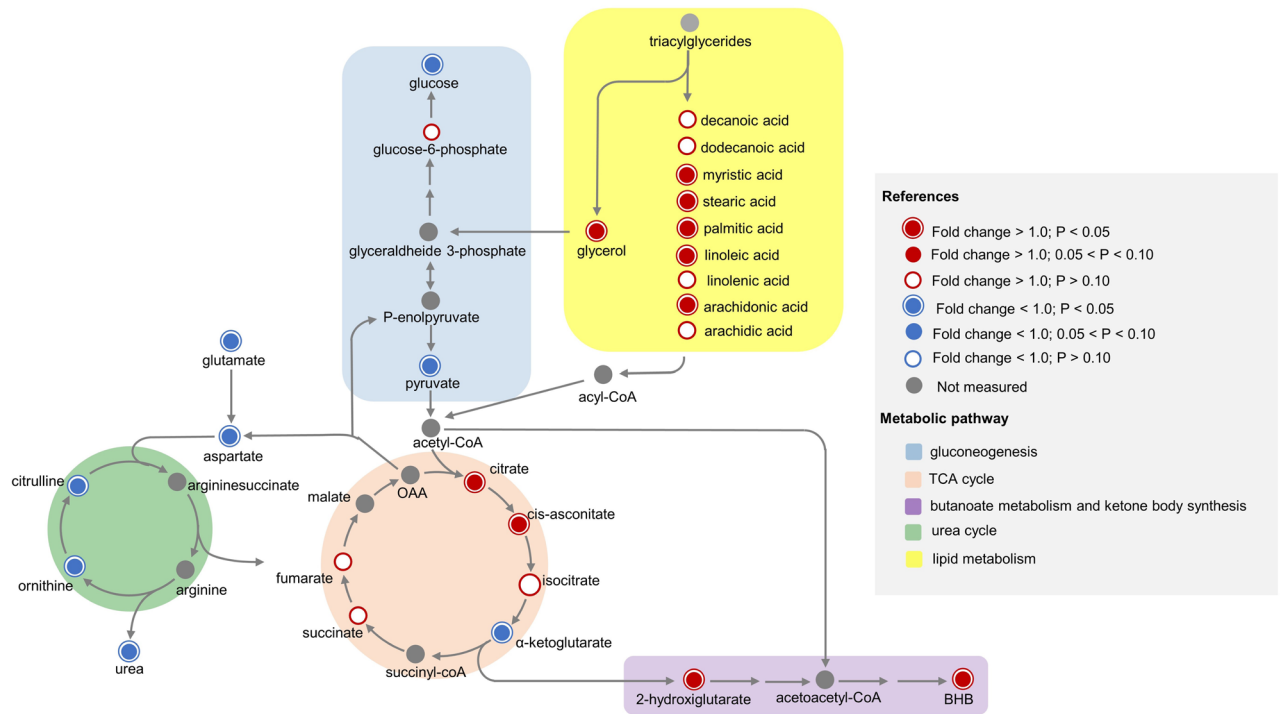 triacylglycerides
glucose
decanoic acid
glucose-6-phosphate
dodecanoic acid
myristic acid
stearic acid
palmitic acid
glyceraldheide 3-phosphate
glycerol
linoleic acid
linolenic acid
arachidonic acid
P-enolpyruvate
arachidic acid
glutamate
pyruvate
acyl-CoA
acetyl-CoA
aspartate
citrulline
argininesuccinate
citrate
malate
OAA
cis-asconitate
ornithine
arginine
fumarate
isocitrate
succinate
α-ketoglutarate
urea
succinyl-coA
2-hydroxiglutarate
acetoacetyl-CoA
BHB
References
Fold change > 1.0; P < 0.05
Fold change > 1.0; 0.05 < P < 0.10
Fold change > 1.0; P > 0.10
Fold change < 1.0; P < 0.05
Fold change < 1.0; 0.05 < P < 0.10
Fold change < 1.0; P > 0.10
Not measured
Metabolic pathway
gluconeogenesis
TCA cycle
butanoate metabolism and ketone body synthesis
urea cycle
lipid metabolism